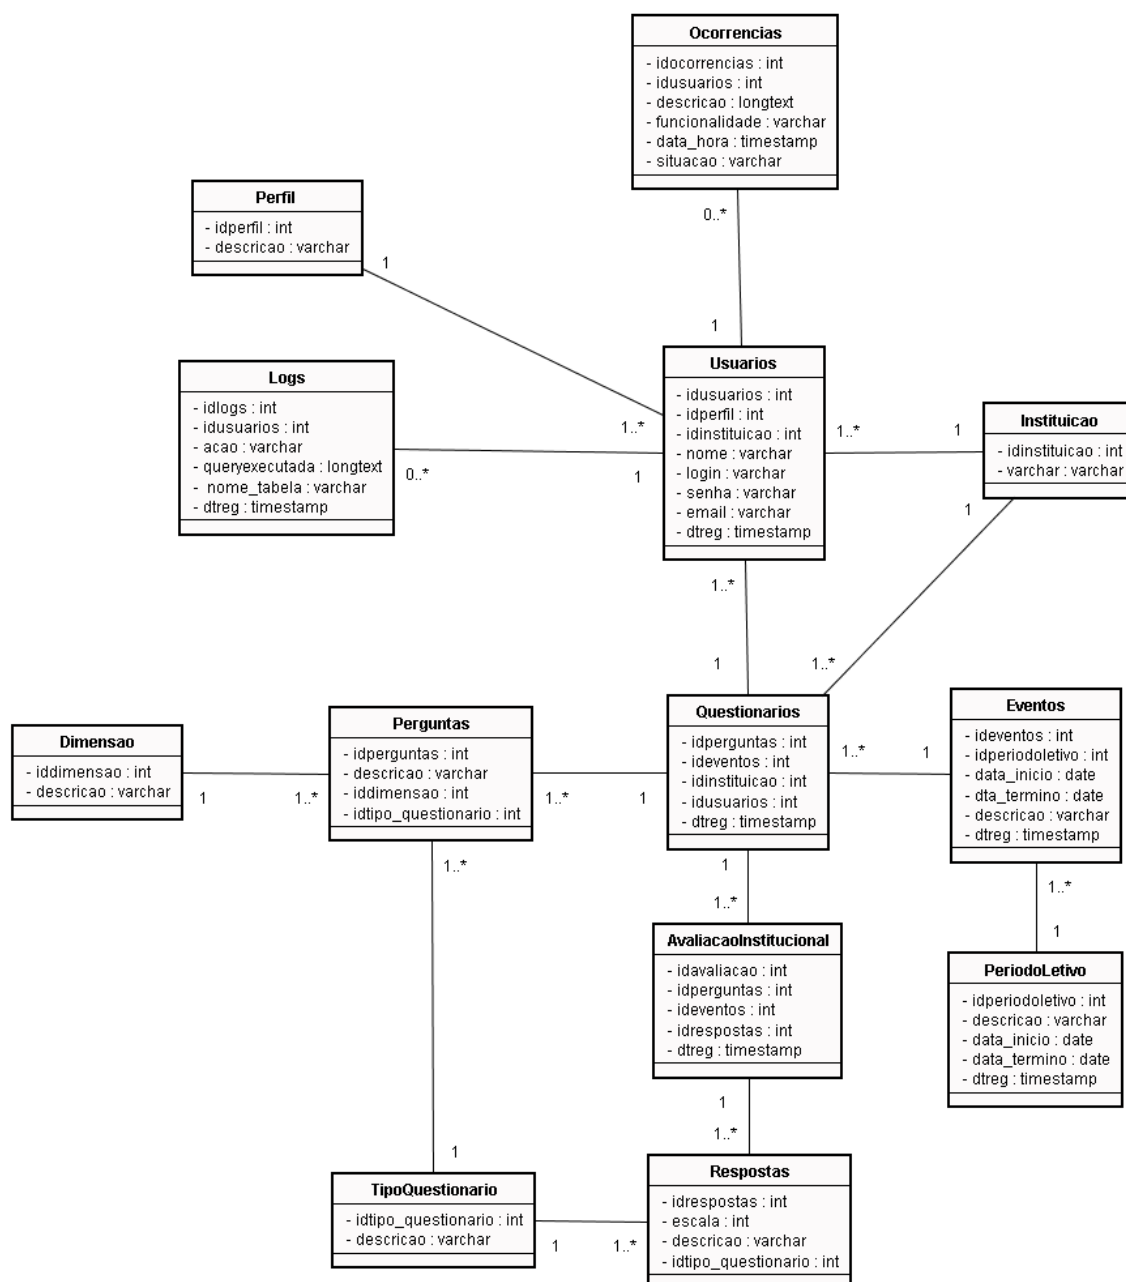 Ocorrencias
- idocorrencias : int
- idusuarios : int
- descricao : longtext
- funcionalidade : varchar
- data_hora : timestamp
- situacao : varchar
0..*
1
Perfil
- idperfil : int
- descricao : varchar
1
1..*
Logs
- idlogs : int
- idusuarios : int
- acao : varchar
- queryexecutada : longtext
- nome_tabela : varchar
- dtreg : timestamp
0..*
1
Usuarios
- idusuarios : int
- idperfil : int
- idinstituicao : int
- nome : varchar
- login : varchar
- senha : varchar
- email : varchar
- dtreg : timestamp
1..*
1
Instituicao
- idinstituicao : int
- varchar : varchar
1
1..*
1..*
1
Dimensao
- iddimensao : int
- descricao : varchar
1
1..*
Perguntas
- idperguntas : int
- descricao : varchar
- iddimensao : int
- idtipo_questionario : int
1..*
1
Questionarios
- idperguntas : int
- ideventos : int
- idinstituicao : int
- idusuarios : int
- dtreg : timestamp
1..*
1
Eventos
- ideventos : int
- idperiodoletivo : int
- data_inicio : date
- dta_termino : date
- descricao : varchar
- dtreg : timestamp
1..*
1
1..*
1
1..*
1
AvaliacaoInstitucional
- idavaliacao : int
- idperguntas : int
- ideventos : int
- idrespostas : int
- dtreg : timestamp
PeriodoLetivo
- idperiodoletivo : int
- descricao : varchar
- data_inicio : date
- data_termino : date
- dtreg : timestamp
1
1..*
TipoQuestionario
- idtipo_questionario : int
- descricao : varchar
1
1..*
Respostas
- idrespostas : int
- escala : int
- descricao : varchar
- idtipo_questionario : int